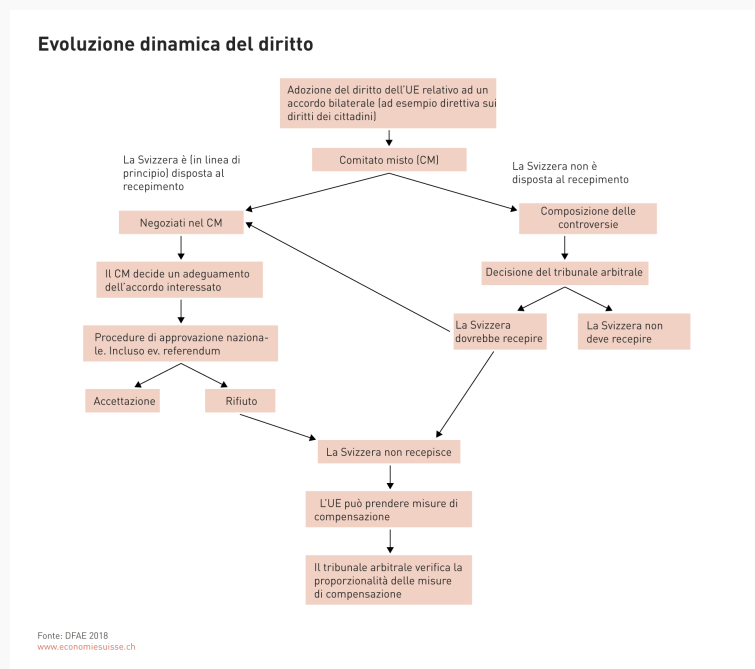 Evoluzione dinamica del diritto
Adozione del diritto dell'UE relativo ad un
accordo bilaterale (ad esempio direttiva sui
diritti dei cittadini)
Comitato misto (CM)
La Svizzera è (in linea di
principio) disposta al
recepimento
La Svizzera non è
disposta al recepimento
Negoziati nel CM
Composizione delle
controversie
Il CM decide un adeguamento
dell'accordo interessato
Decisione del tribunale arbitrale
Procedure di approvazione naziona-
le. Incluso ev. referendum
La Svizzera
dovrebbe recepire
La Svizzera non
deve recepire
Accettazione
Rifiuto
La Svizzera non recepisce
L'UE può prendere misure di
compensazione
Il tribunale arbitrale verifica la
proporzionalità delle misure
di compensazione
Fonte: DFAE 2018
www.economiesuisse.ch